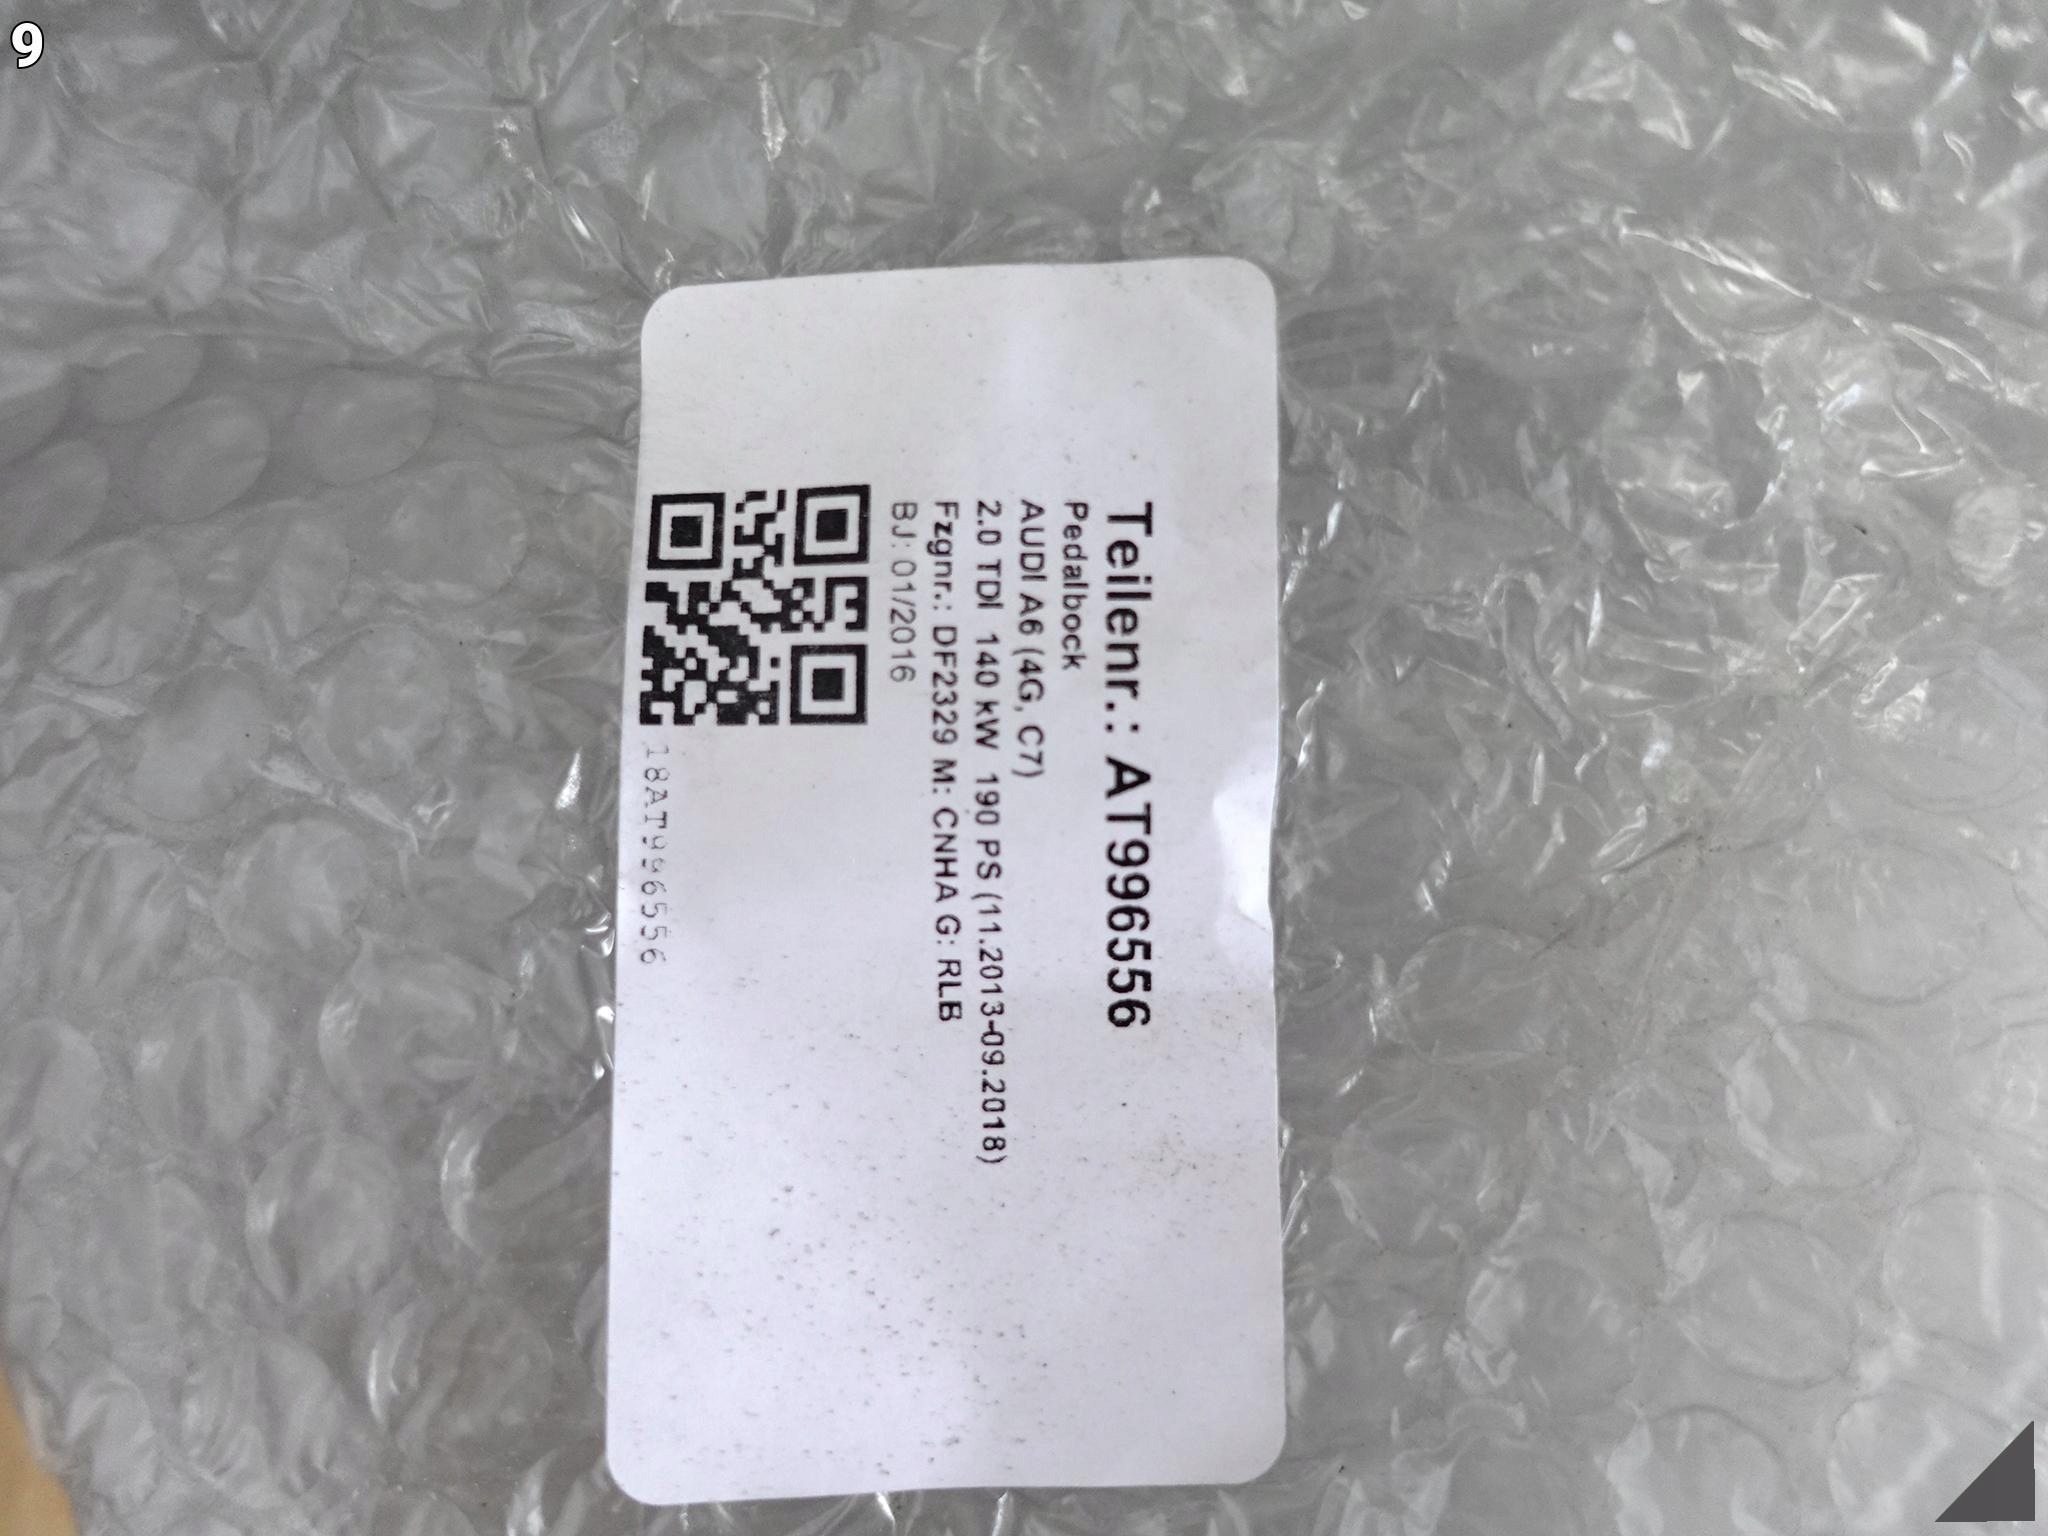 9
Teilenr.: AT996556
Pedalbock
AUDI A6 (4G, C7)
2.0 TDI 140 kW 190 PS (11.2013-09.2018)
Fzgnr.: DF2329 M: CNHA G: RLB
BJ: 01/2016
18AT996556